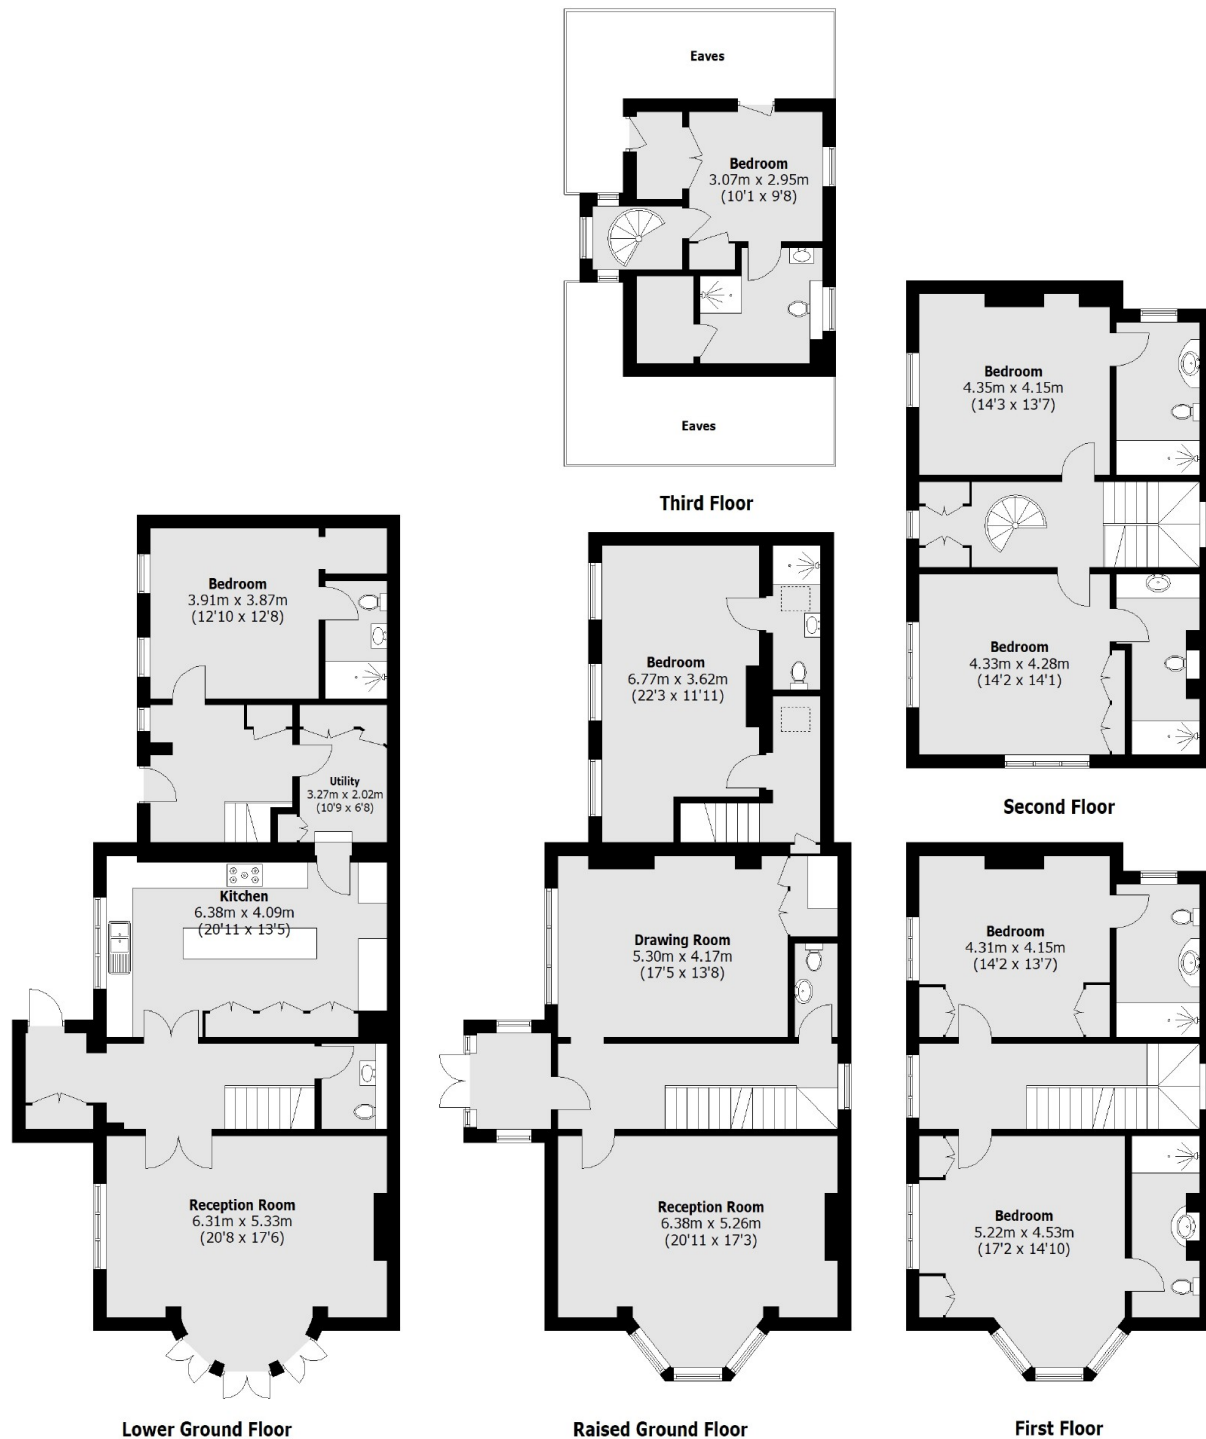 Eaves
Bedroom
3.07m x 2.95m
(10'1 x 9'8)
Eaves
Third Floor
Bedroom
4.35m x 4.15m
(14'3 x 13'7)
Bedroom
4.33m x 4.28m
(14'2 x 14'1)
Second Floor
Bedroom
3.91m x 3.87m
(12'10 x 12'8)
Utility
3.27m x 2.02m
(10'9 x 6'8)
Kitchen
6.38m x 4.09m
(20'11 x 13'5)
Reception Room
6.31m x 5.33m
(20'8 x 17'6)
Lower Ground Floor
Bedroom
6.77m x 3.62m
(22'3 x 11'11)
Drawing Room
5.30m x 4.17m
(17'5 x 13'8)
Reception Room
6.38m x 5.26m
(20'11 x 17'3)
Raised Ground Floor
Bedroom
4.31m x 4.15m
(14'2 x 13'7)
Bedroom
5.22m x 4.53m
(17'2 x 14'10)
First Floor